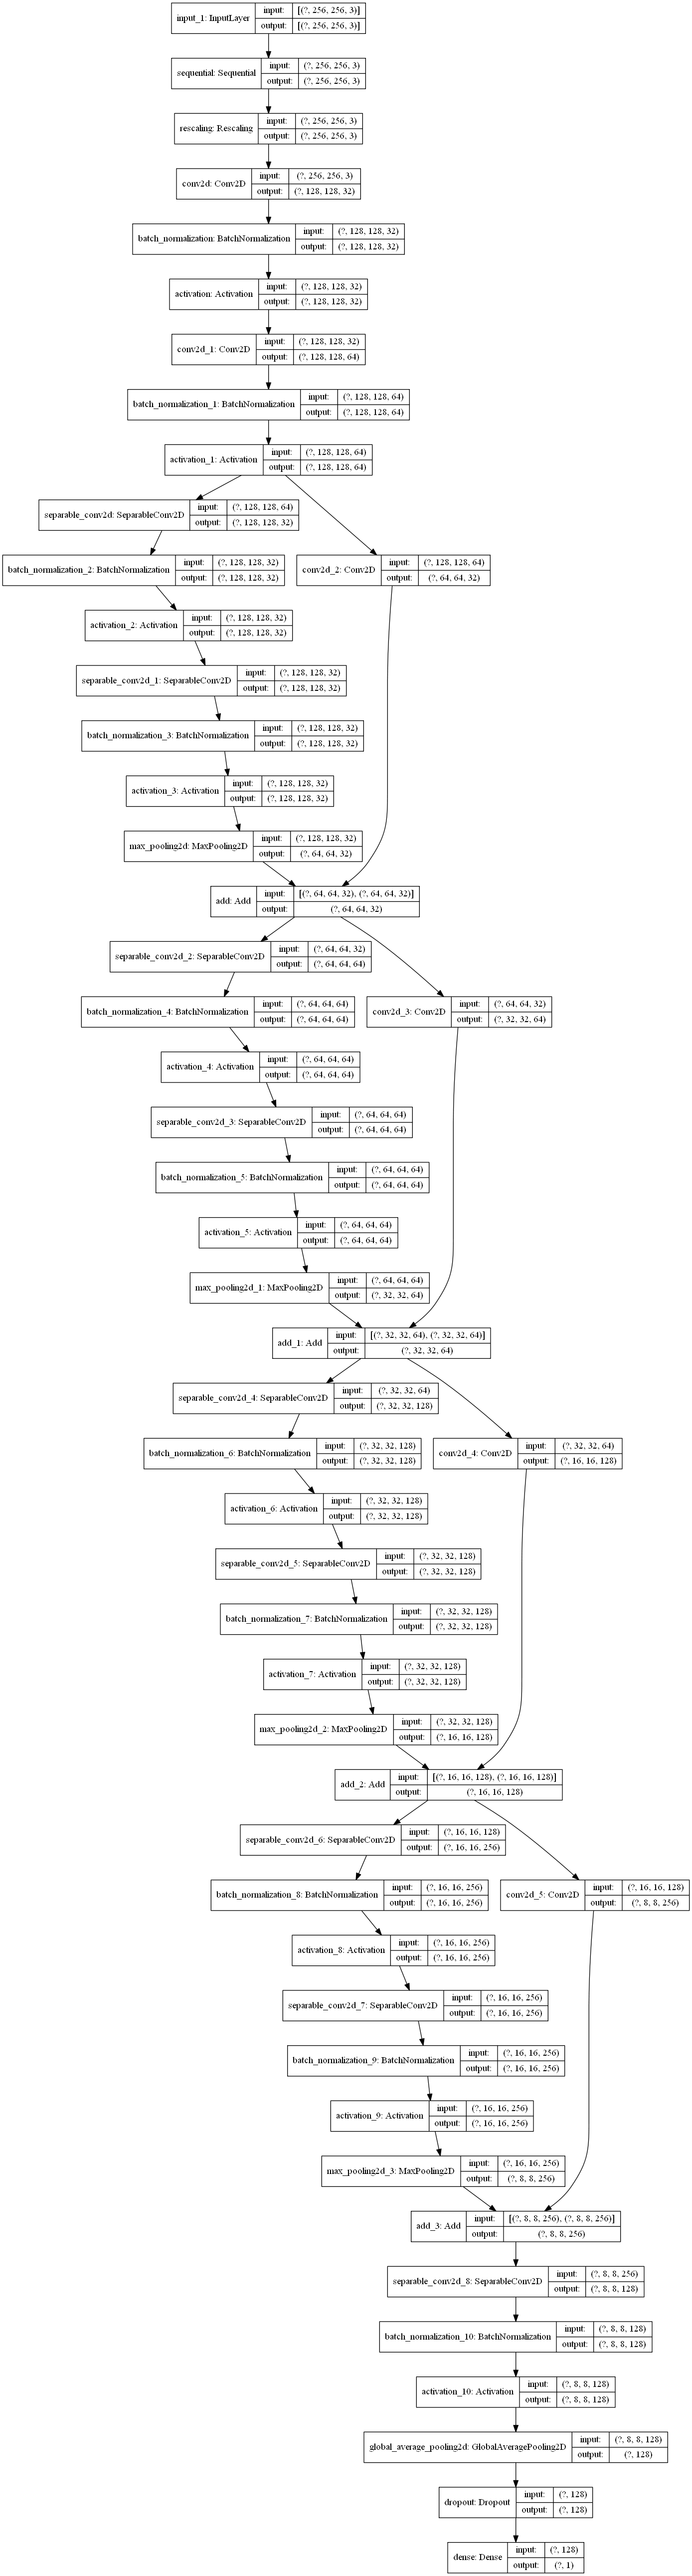 input_1: InputLayer input: [(?, 256, 256, 3)]
output: [(?, 256, 256, 3)]
sequential: Sequential input: (?, 256, 256, 3)
output: (?, 256, 256, 3)
rescaling: Rescaling input: (?, 256, 256, 3)
output: (?, 256, 256, 3)
conv2d: Conv2D input: (?, 256, 256, 3)
output: (?, 128, 128, 32)
batch_normalization: BatchNormalization input: (?, 128, 128, 32)
output: (?, 128, 128, 32)
activation: Activation input: (?, 128, 128, 32)
output: (?, 128, 128, 32)
conv2d_1: Conv2D input: (?, 128, 128, 32)
output: (?, 128, 128, 64)
batch_normalization_1: BatchNormalization input: (?, 128, 128, 64)
output: (?, 128, 128, 64)
activation_1: Activation input: (?, 128, 128, 64)
output: (?, 128, 128, 64)
separable_conv2d: SeparableConv2D input: (?, 128, 128, 64)
output: (?, 128, 128, 32)
batch_normalization_2: BatchNormalization input: (?, 128, 128, 32)
output: (?, 128, 128, 32)
conv2d_2: Conv2D input: (?, 128, 128, 64)
output: (?, 64, 64, 32)
activation_2: Activation input: (?, 128, 128, 32)
output: (?, 128, 128, 32)
separable_conv2d_1: SeparableConv2D input: (?, 128, 128, 32)
output: (?, 128, 128, 32)
batch_normalization_3: BatchNormalization input: (?, 128, 128, 32)
output: (?, 128, 128, 32)
activation_3: Activation input: (?, 128, 128, 32)
output: (?, 128, 128, 32)
max_pooling2d: MaxPooling2D input: (?, 128, 128, 32)
output: (?, 64, 64, 32)
add: Add input: [(?, 64, 64, 32), (?, 64, 64, 32)]
output: (?, 64, 64, 32)
separable_conv2d_2: SeparableConv2D input: (?, 64, 64, 32)
output: (?, 64, 64, 64)
batch_normalization_4: BatchNormalization input: (?, 64, 64, 64)
output: (?, 64, 64, 64)
conv2d_3: Conv2D input: (?, 64, 64, 32)
output: (?, 32, 32, 64)
activation_4: Activation input: (?, 64, 64, 64)
output: (?, 64, 64, 64)
separable_conv2d_3: SeparableConv2D input: (?, 64, 64, 64)
output: (?, 64, 64, 64)
batch_normalization_5: BatchNormalization input: (?, 64, 64, 64)
output: (?, 64, 64, 64)
activation_5: Activation input: (?, 64, 64, 64)
output: (?, 64, 64, 64)
max_pooling2d_1: MaxPooling2D input: (?, 64, 64, 64)
output: (?, 32, 32, 64)
add_1: Add input: [(?, 32, 32, 64), (?, 32, 32, 64)]
output: (?, 32, 32, 64)
separable_conv2d_4: SeparableConv2D input: (?, 32, 32, 64)
output: (?, 32, 32, 128)
batch_normalization_6: BatchNormalization input: (?, 32, 32, 128)
output: (?, 32, 32, 128)
conv2d_4: Conv2D input: (?, 32, 32, 64)
output: (?, 16, 16, 128)
activation_6: Activation input: (?, 32, 32, 128)
output: (?, 32, 32, 128)
separable_conv2d_5: SeparableConv2D input: (?, 32, 32, 128)
output: (?, 32, 32, 128)
batch_normalization_7: BatchNormalization input: (?, 32, 32, 128)
output: (?, 32, 32, 128)
activation_7: Activation input: (?, 32, 32, 128)
output: (?, 32, 32, 128)
max_pooling2d_2: MaxPooling2D input: (?, 32, 32, 128)
output: (?, 16, 16, 128)
add_2: Add input: [(?, 16, 16, 128), (?, 16, 16, 128)]
output: (?, 16, 16, 128)
separable_conv2d_6: SeparableConv2D input: (?, 16, 16, 128)
output: (?, 16, 16, 256)
batch_normalization_8: BatchNormalization input: (?, 16, 16, 256)
output: (?, 16, 16, 256)
conv2d_5: Conv2D input: (?, 16, 16, 128)
output: (?, 8, 8, 256)
activation_8: Activation input: (?, 16, 16, 256)
output: (?, 16, 16, 256)
separable_conv2d_7: SeparableConv2D input: (?, 16, 16, 256)
output: (?, 16, 16, 256)
batch_normalization_9: BatchNormalization input: (?, 16, 16, 256)
output: (?, 16, 16, 256)
activation_9: Activation input: (?, 16, 16, 256)
output: (?, 16, 16, 256)
max_pooling2d_3: MaxPooling2D input: (?, 16, 16, 256)
output: (?, 8, 8, 256)
add_3: Add input: [(?, 8, 8, 256), (?, 8, 8, 256)]
output: (?, 8, 8, 256)
separable_conv2d_8: SeparableConv2D input: (?, 8, 8, 256)
output: (?, 8, 8, 128)
batch_normalization_10: BatchNormalization input: (?, 8, 8, 128)
output: (?, 8, 8, 128)
activation_10: Activation input: (?, 8, 8, 128)
output: (?, 8, 8, 128)
global_average_pooling2d: GlobalAveragePooling2D input: (?, 8, 8, 128)
output: (?, 128)
dropout: Dropout input: (?, 128)
output: (?, 128)
dense: Dense input: (?, 128)
output: (?, 1)